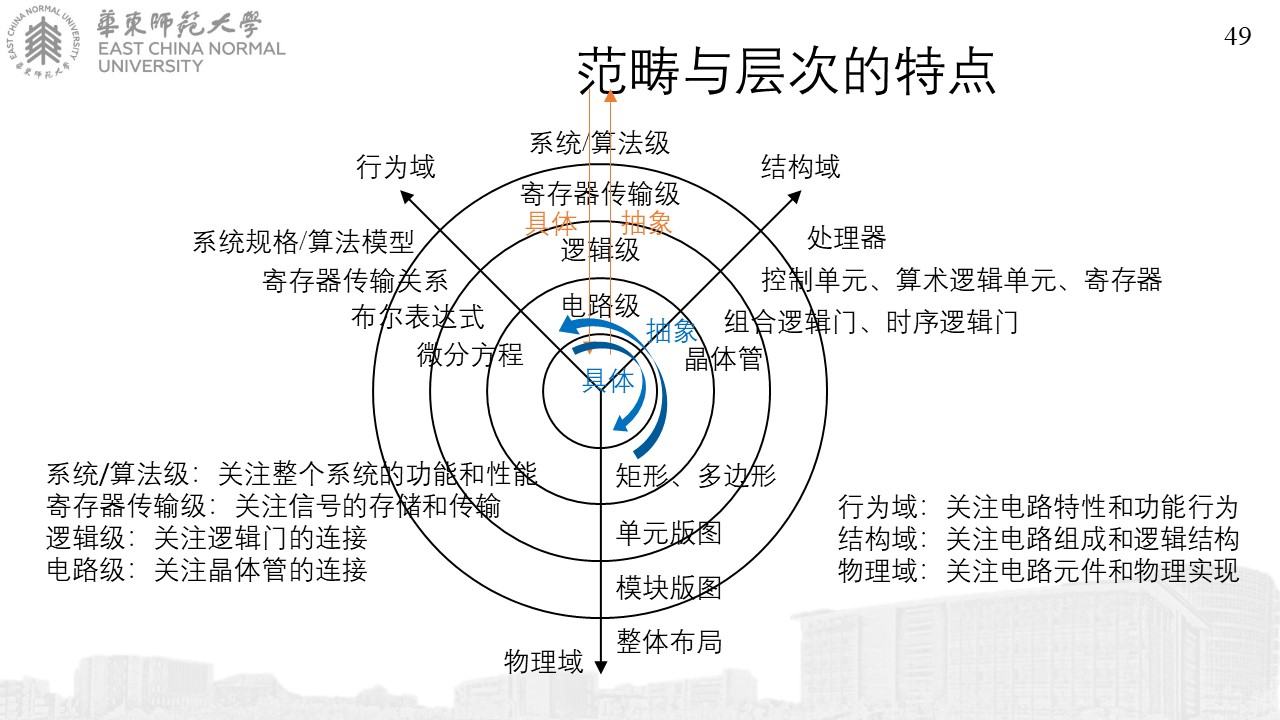 華東師範大學
EAST CHINA NORMAL
UNIVERSITY
EAST CHINA NORMAL UNIVERSITY
華東师范大学
49
范畴与层次的特点
系统/算法级
行为域
结构域
寄存器传输级
具体
抽象
系统规格/算法模型
处理器
逻辑级
寄存器传输关系
控制单元、算术逻辑单元、寄存器
电路级
布尔表达式
抽象
组合逻辑门、时序逻辑门
微分方程
晶体管
具体
系统/算法级：关注整个系统的功能和性能
寄存器传输级：关注信号的存储和传输
逻辑级：关注逻辑门的连接
电路级：关注晶体管的连接
矩形、多边形
单元版图
模块版图
整体布局
物理域
行为域：关注电路特性和功能行为
结构域：关注电路组成和逻辑结构
物理域：关注电路元件和物理实现